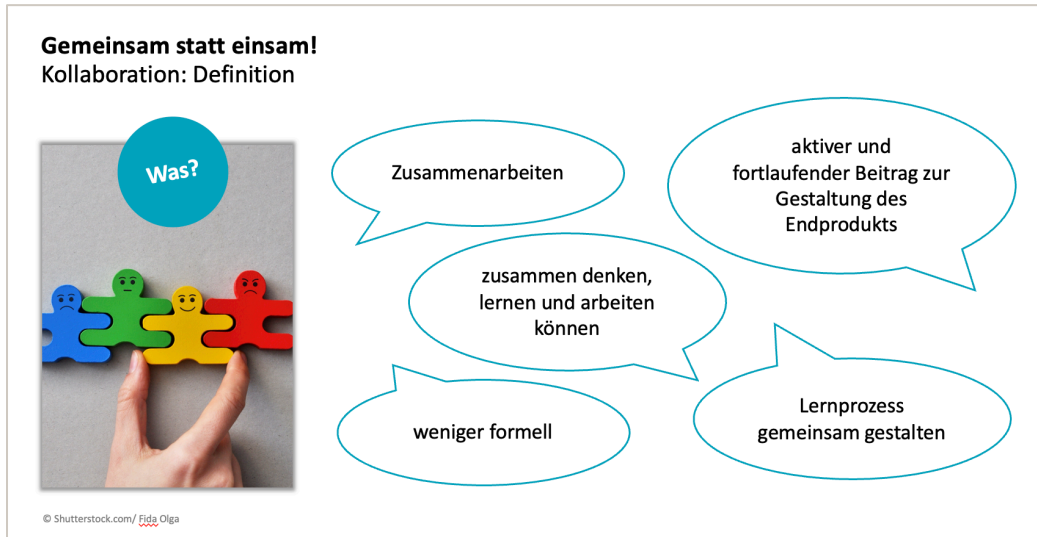 Gemeinsam statt einsam!
Kollaboration: Definition
Was?
Zusammenarbeiten
aktiver und
fortlaufender Beitrag zur
Gestaltung des
Endprodukts
zusammen denken,
lernen und arbeiten
können
weniger formell
Lernprozess
gemeinsam gestalten
© Shutterstock.com/ Fida Olga